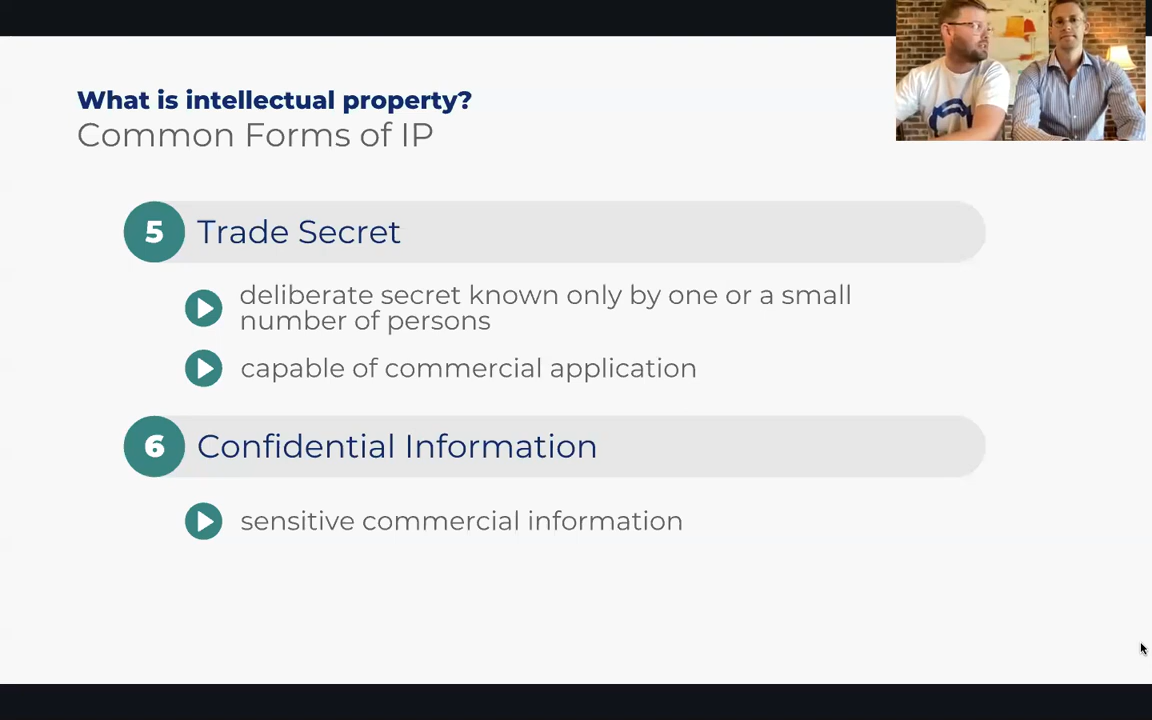 What is intellectual property?
Common Forms of IP
5 Trade Secret
deliberate secret known only by one or a small
number of persons
capable of commercial application
6 Confidential Information
sensitive commercial information